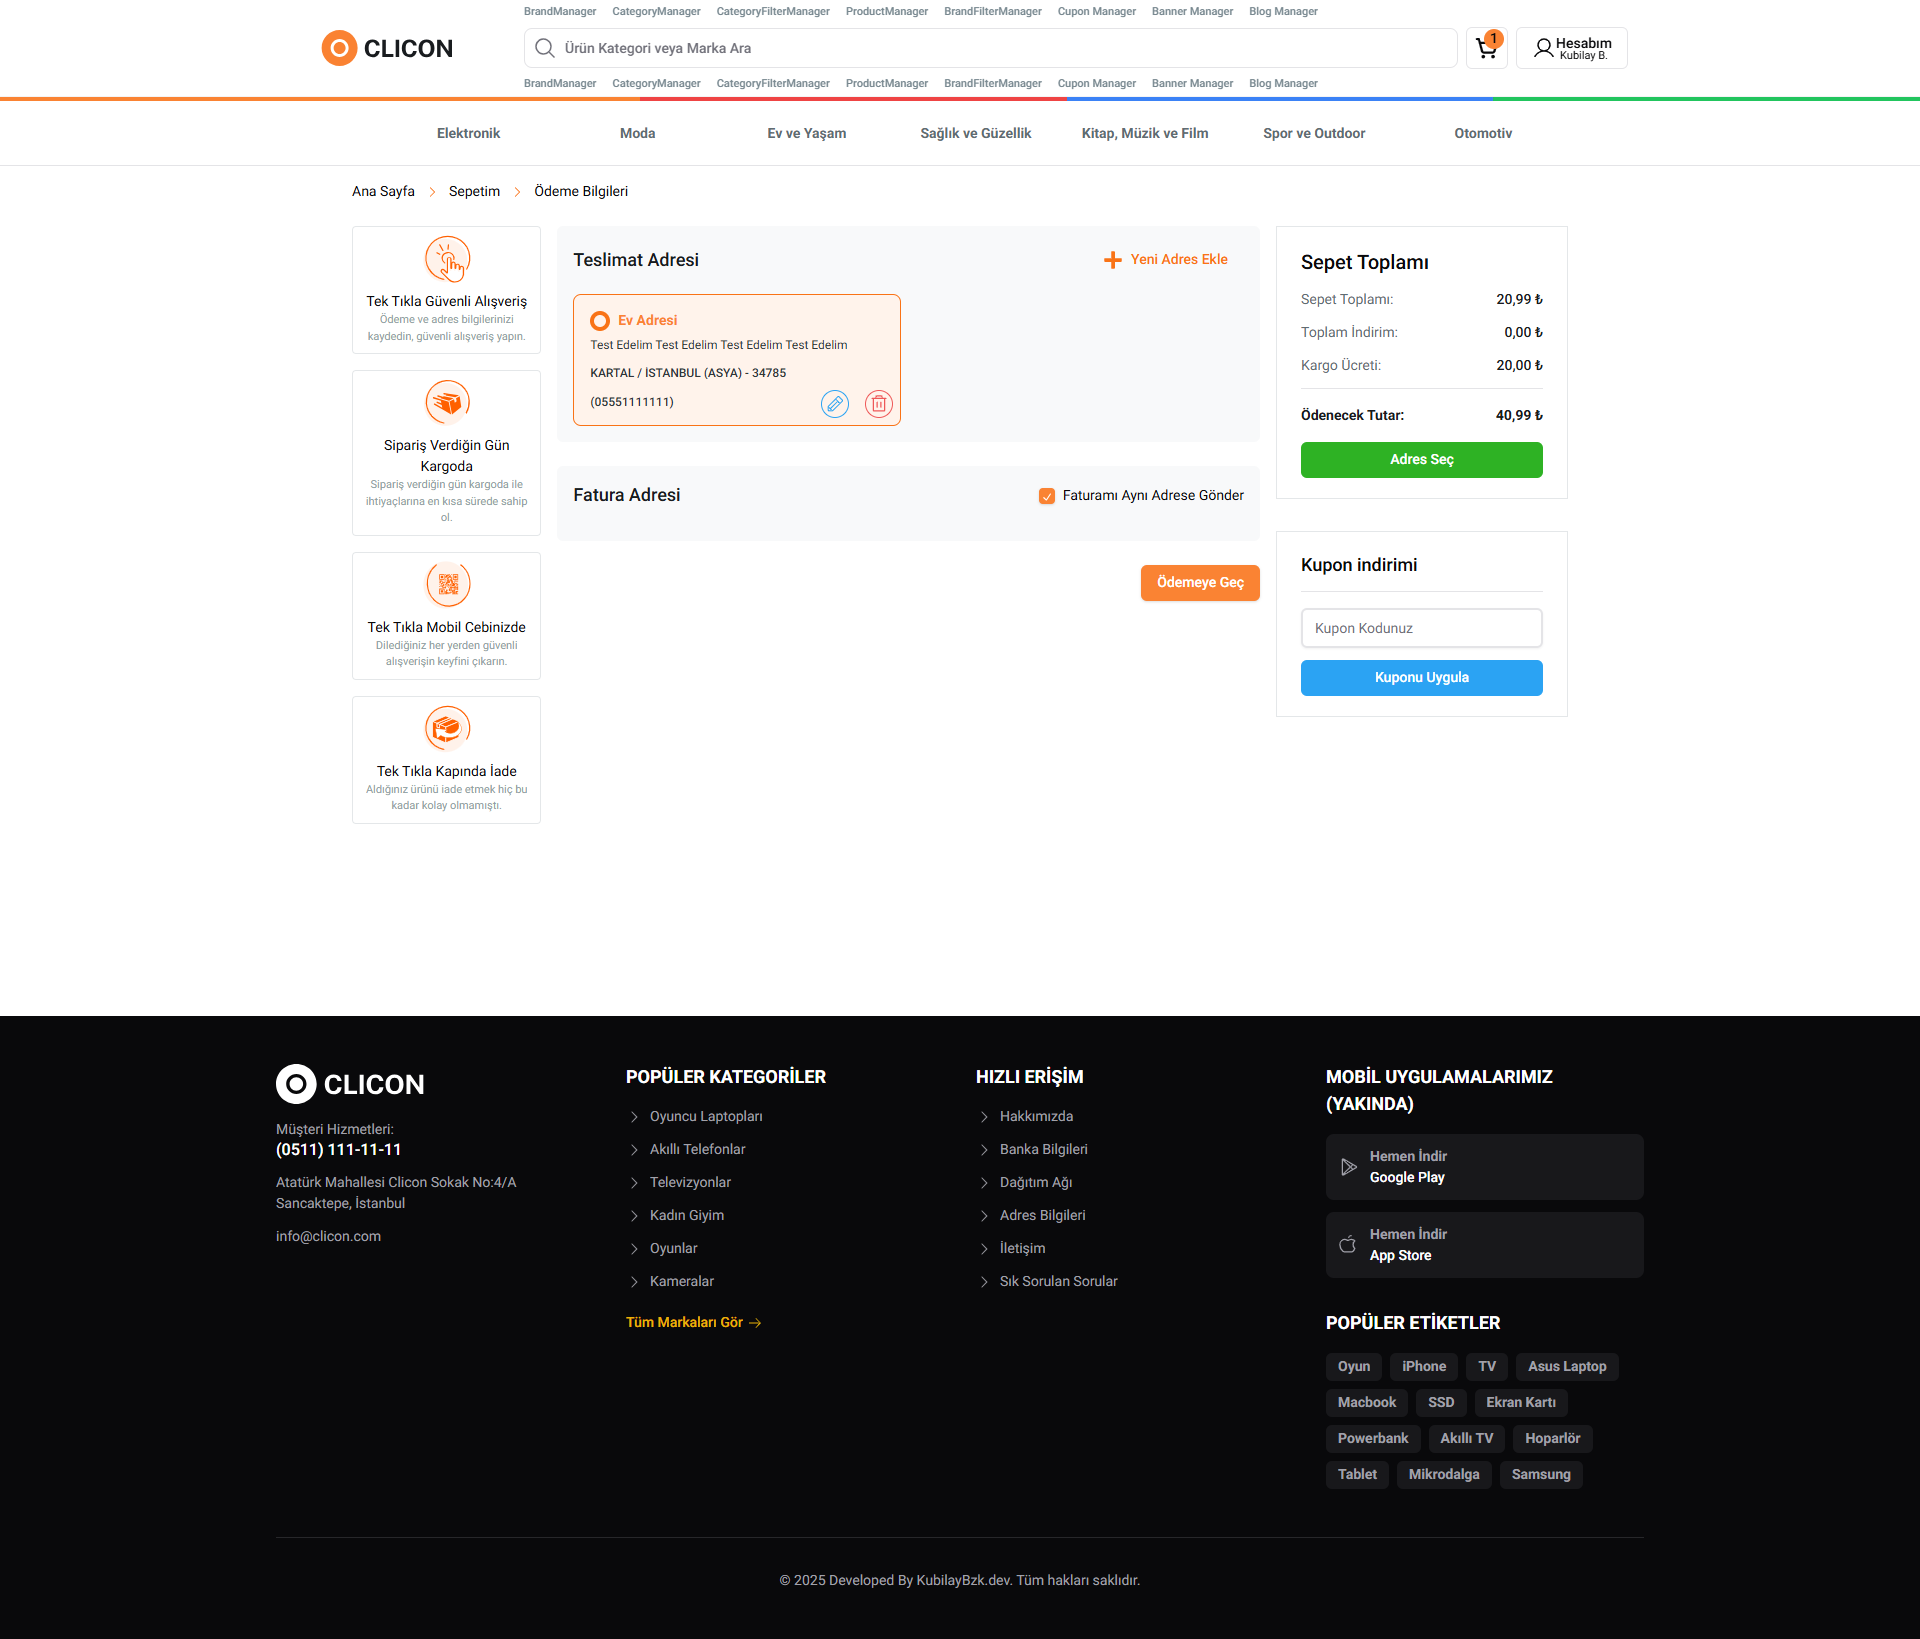 BrandManager CategoryManager CategoryFilterManager ProductManager BrandFilterManager Cupon Manager Banner Manager Blog Manager
CLICON
Ürün Kategori veya Marka Ara
1
Hesabım
Kubilay B.
BrandManager CategoryManager CategoryFilterManager ProductManager BrandFilterManager Cupon Manager Banner Manager Blog Manager
Elektronik Moda Ev ve Yaşam Sağlık ve Güzellik Kitap, Müzik ve Film Spor ve Outdoor Otomotiv
Ana Sayfa Sepetim Ödeme Bilgileri
Tek Tıkla Güvenli Alışveriş
Ödeme ve adres bilgilerinizi
kaydedin, güvenli alışveriş yapın.
Sipariş Verdiğin Gün
Kargoda
Sipariş verdiğin gün kargoda ile
ihtiyaçlarına en kısa sürede sahip
ol.
Tek Tıkla Mobil Cebinizde
Dilediğiniz her yerden güvenli
alışverişin keyfini çıkarın.
Tek Tıkla Kapında İade
Aldığınız ürünü iade etmek hiç bu
kadar kolay olmamıştı.
Teslimat Adresi
Yeni Adres Ekle
Ev Adresi
Test Edelim Test Edelim Test Edelim Test Edelim
KARTAL / İSTANBUL (ASYA) - 34785
(05551111111)
Fatura Adresi
Faturamı Aynı Adrese Gönder
Ödemeye Geç
Sepet Toplamı
Sepet Toplamı: 20,99 ₺
Toplam İndirim: 0,00 ₺
Kargo Ücreti: 20,00 ₺
Ödenecek Tutar: 40,99 ₺
Adres Seç
Kupon indirimi
Kupon Kodunuz
Kuponu Uygula
CLICON
Müşteri Hizmetleri:
(0511) 111-11-11
Atatürk Mahallesi Clicon Sokak No:4/A
Sancaktepe, İstanbul
info@clicon.com
POPÜLER KATEGORİLER
Oyuncu Laptopları
Akıllı Telefonlar
Televizyonlar
Kadın Giyim
Oyunlar
Kameralar
Tüm Markaları Gör
HIZLI ERİŞİM
Hakkımızda
Banka Bilgileri
Dağıtım Ağı
Adres Bilgileri
İletişim
Sık Sorulan Sorular
MOBİL UYGULAMALARIMIZ
(YAKINDA)
Hemen İndir
Google Play
Hemen İndir
App Store
POPÜLER ETİKETLER
Oyun iPhone TV Asus Laptop
Macbook SSD Ekran Kartı
Powerbank Akıllı TV Hoparlör
Tablet Mikrodalga Samsung
© 2025 Developed By KubilayBzk.dev. Tüm hakları saklıdır.